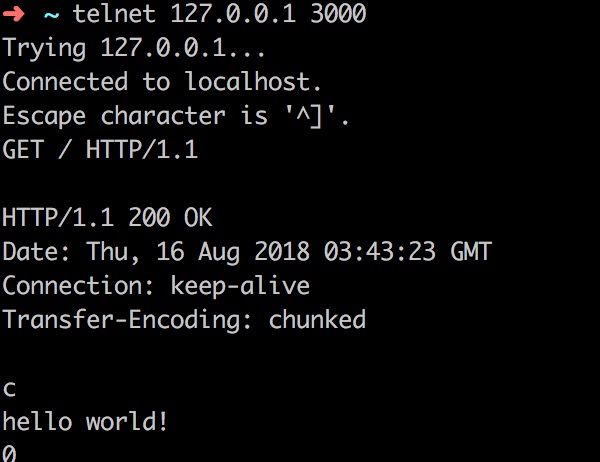 ➜ ~ telnet 127.0.0.1 3000
Trying 127.0.0.1...
Connected to localhost.
Escape character is '^]'.
GET / HTTP/1.1
HTTP/1.1 200 OK
Date: Thu, 16 Aug 2018 03:43:23 GMT
Connection: keep-alive
Transfer-Encoding: chunked
c
hello world!
0